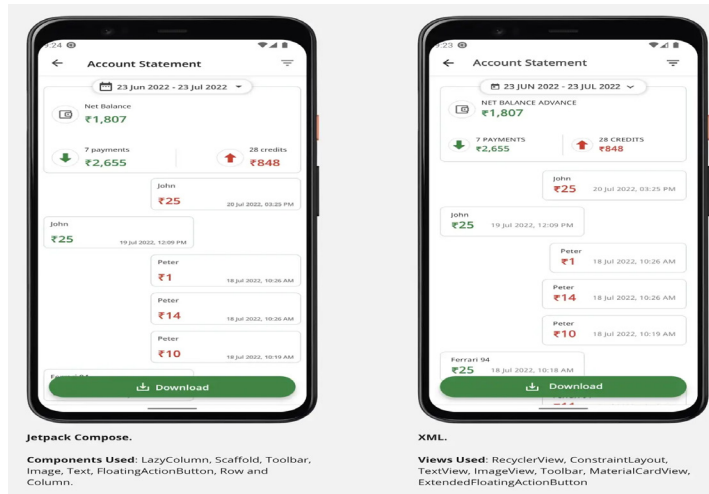 9:24
Account Statement
23 Jun 2022 - 23 Jul 2022
Net Balance
₹1,807
7 payments
₹2,655
28 credits
₹848
John
₹25
20 Jul 2022, 03:25 PM
John
₹25
19 Jul 2022, 12:09 PM
Peter
₹1
18 Jul 2022, 10:26 AM
Peter
₹14
18 Jul 2022, 10:26 AM
Peter
₹10
18 Jul 2022, 10:19 AM
Download
Jetpack Compose.
Components Used: LazyColumn, Scaffold, Toolbar,
Image, Text, FloatingActionButton, Row and
Column.
9:23
Account Statement
23 JUN 2022 - 23 JUL 2022
NET BALANCE ADVANCE
₹1,807
7 PAYMENTS
₹2,655
28 CREDITS
₹848
John
₹25 20 Jul 2022, 03:25 PM
John
₹25 19 Jul 2022, 12:09 PM
Peter
₹1 18 Jul 2022, 10:26 AM
Peter
₹14 18 Jul 2022, 10:26 AM
Peter
₹10 18 Jul 2022, 10:19 AM
Ferrari 94
₹25 18 Jul 2022, 10:18 AM
Download
XML.
Views Used: RecyclerView, ConstraintLayout,
TextView, ImageView, Toolbar, MaterialCardView,
ExtendedFloatingActionButton